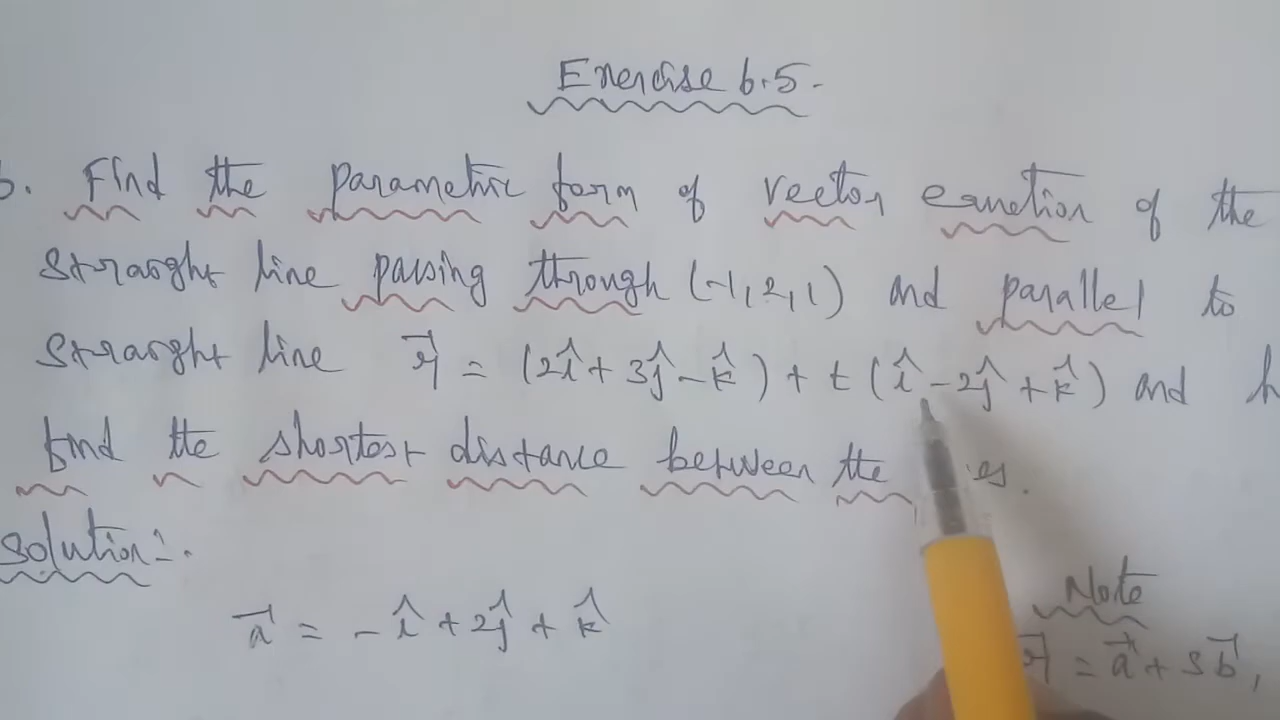 Exercise 6.5.
6. Find the parametric form of vector equation of the
straight line passing through (-1,2,1) and parallel to
straight line r⃗ = (2î + 3ĵ - k̂) + t (î - 2ĵ + k̂) and
find the shortest distance between the
Solution:-.
a⃗ = -î + 2ĵ + k̂
Note
r⃗ = a⃗ + sb⃗,